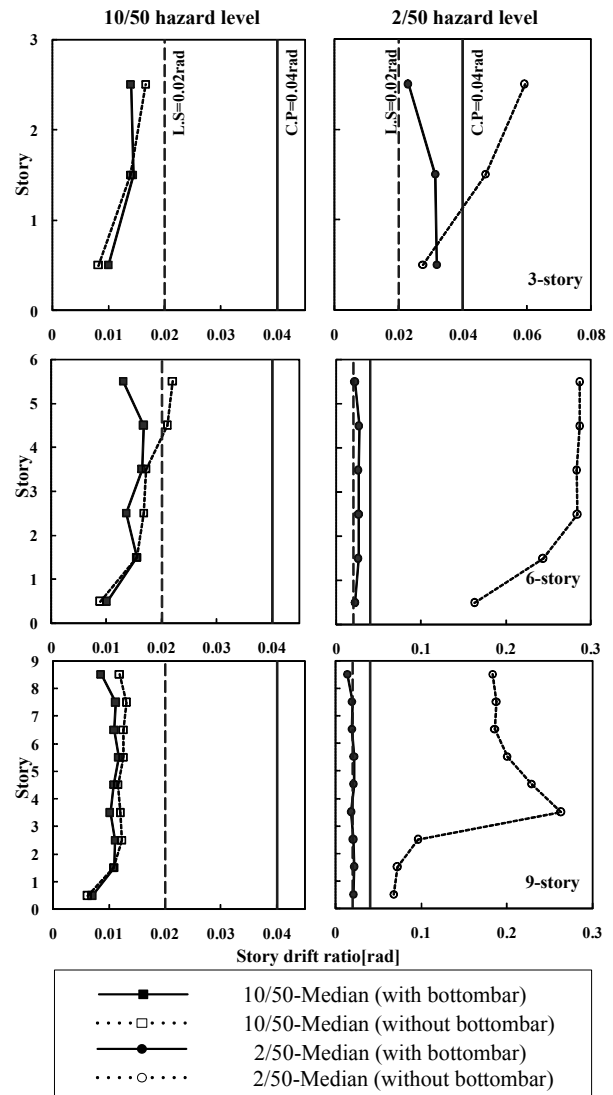 10/50 hazard level
2/50 hazard level
3
2
1
0
Story
L.S=0.02rad
C.P=0.04rad
0 0.01 0.02 0.03 0.04
L.S=0.02rad
C.P=0.04rad
3-story
0 0.02 0.04 0.06 0.08
6
5
4
3
2
1
0
Story
0 0.01 0.02 0.03 0.04
6-story
0 0.1 0.2 0.3
9
8
7
6
5
4
3
2
1
0
Story
0 0.01 0.02 0.03 0.04
9-story
0 0.1 0.2 0.3
Story drift ratio[rad]
10/50-Median (with bottombar)
10/50-Median (without bottombar)
2/50-Median (with bottombar)
2/50-Median (without bottombar)